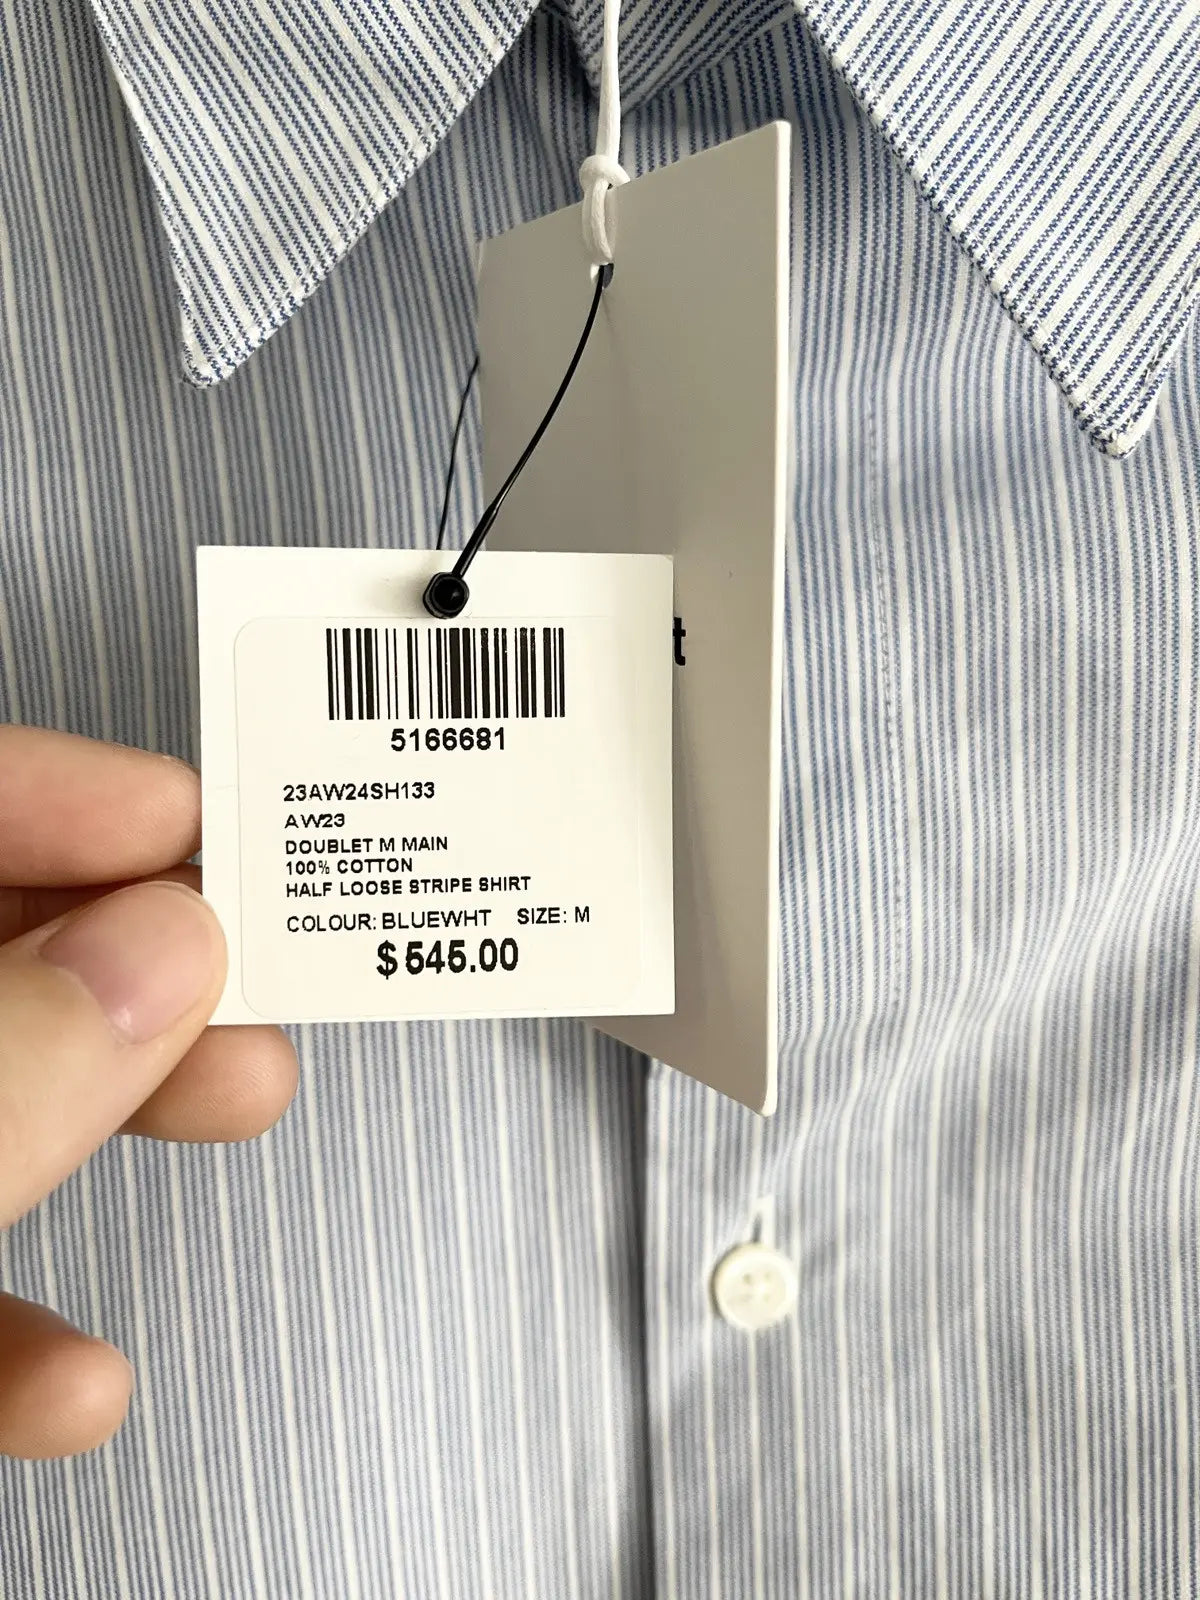 t
5166681
23AW24SH133
AW23
DOUBLET M MAIN
100% COTTON
HALF LOOSE STRIPE SHIRT
COLOUR: BLUEWHT SIZE: M
$545.00